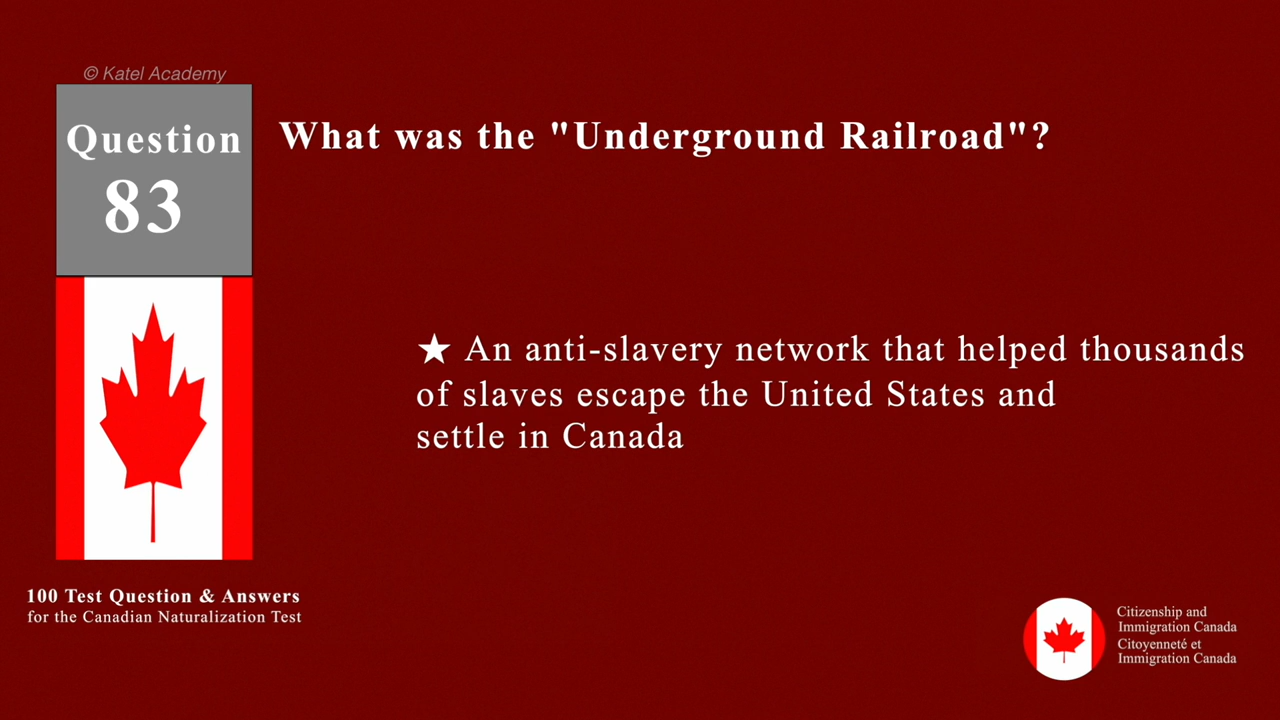 © Katel Academy
Question
83
What was the "Underground Railroad"?
★ An anti-slavery network that helped thousands
of slaves escape the United States and
settle in Canada
100 Test Question & Answers
for the Canadian Naturalization Test
Citizenship and
Immigration Canada
Citoyenneté et
Immigration Canada